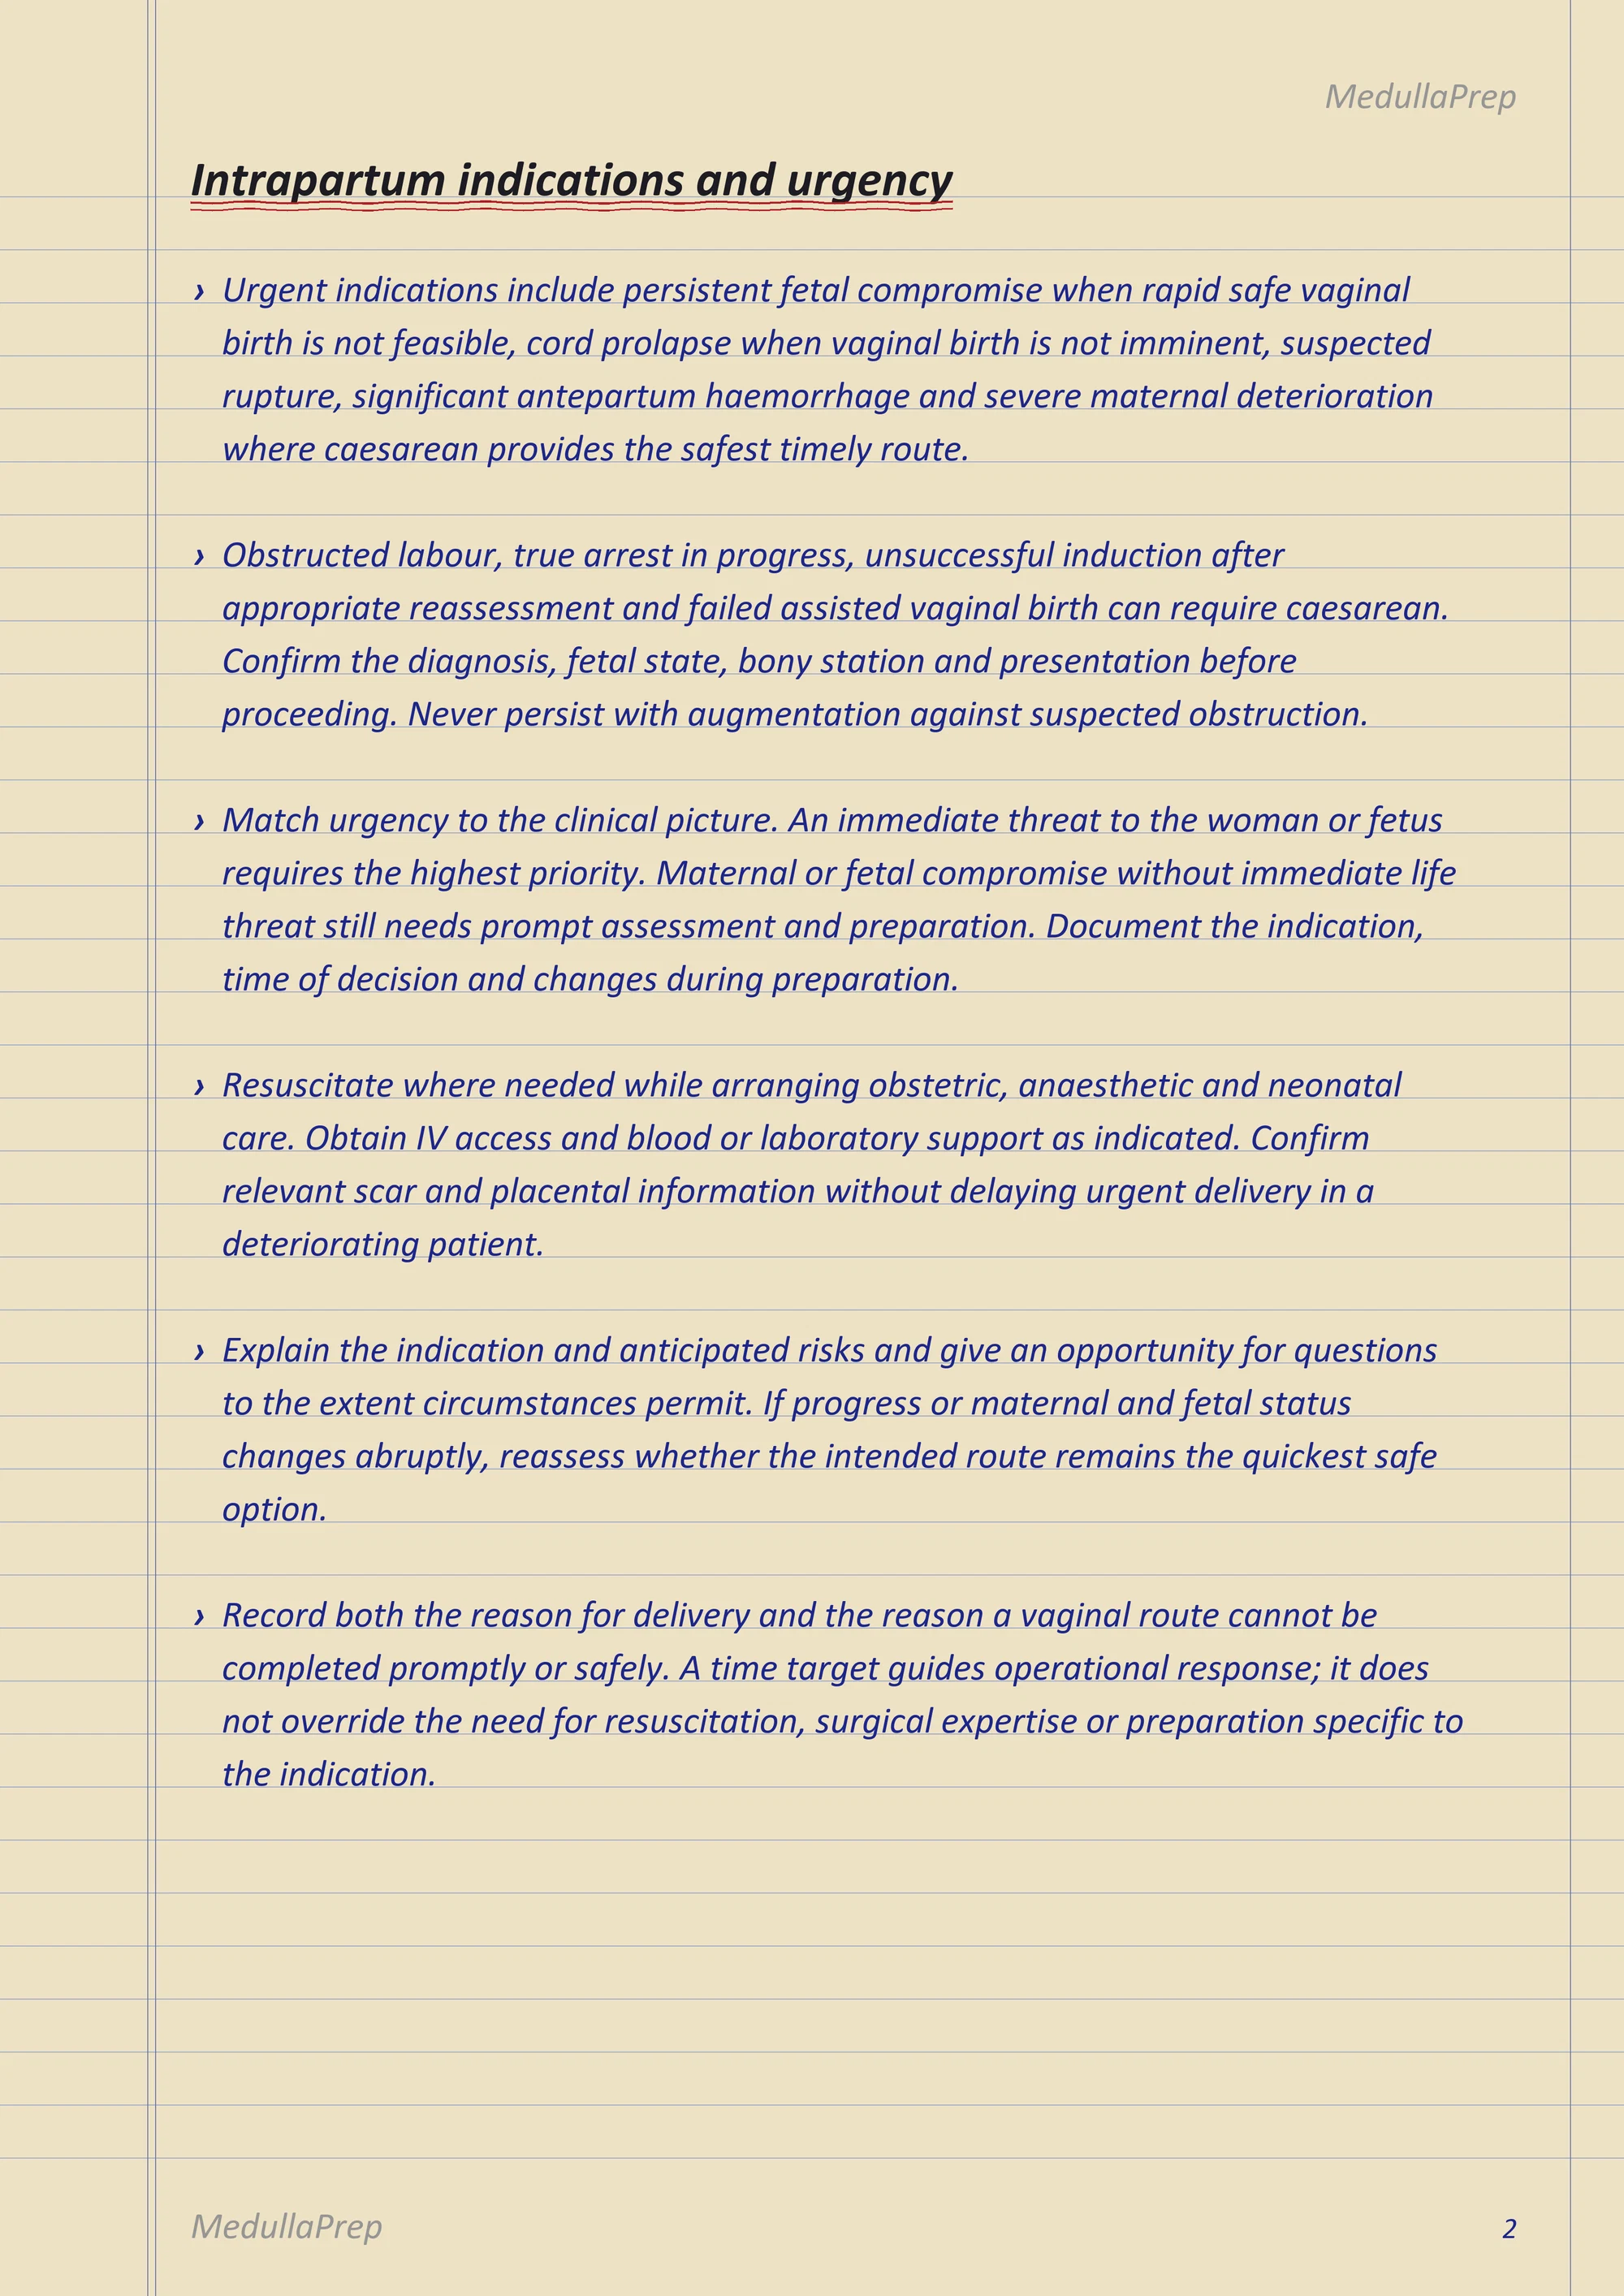 MedullaPrep
Intrapartum indications and urgency
› Urgent indications include persistent fetal compromise when rapid safe vaginal
birth is not feasible, cord prolapse when vaginal birth is not imminent, suspected
rupture, significant antepartum haemorrhage and severe maternal deterioration
where caesarean provides the safest timely route.
› Obstructed labour, true arrest in progress, unsuccessful induction after
appropriate reassessment and failed assisted vaginal birth can require caesarean.
Confirm the diagnosis, fetal state, bony station and presentation before
proceeding. Never persist with augmentation against suspected obstruction.
› Match urgency to the clinical picture. An immediate threat to the woman or fetus
requires the highest priority. Maternal or fetal compromise without immediate life
threat still needs prompt assessment and preparation. Document the indication,
time of decision and changes during preparation.
› Resuscitate where needed while arranging obstetric, anaesthetic and neonatal
care. Obtain IV access and blood or laboratory support as indicated. Confirm
relevant scar and placental information without delaying urgent delivery in a
deteriorating patient.
› Explain the indication and anticipated risks and give an opportunity for questions
to the extent circumstances permit. If progress or maternal and fetal status
changes abruptly, reassess whether the intended route remains the quickest safe
option.
› Record both the reason for delivery and the reason a vaginal route cannot be
completed promptly or safely. A time target guides operational response; it does
not override the need for resuscitation, surgical expertise or preparation specific to
the indication.
MedullaPrep
2